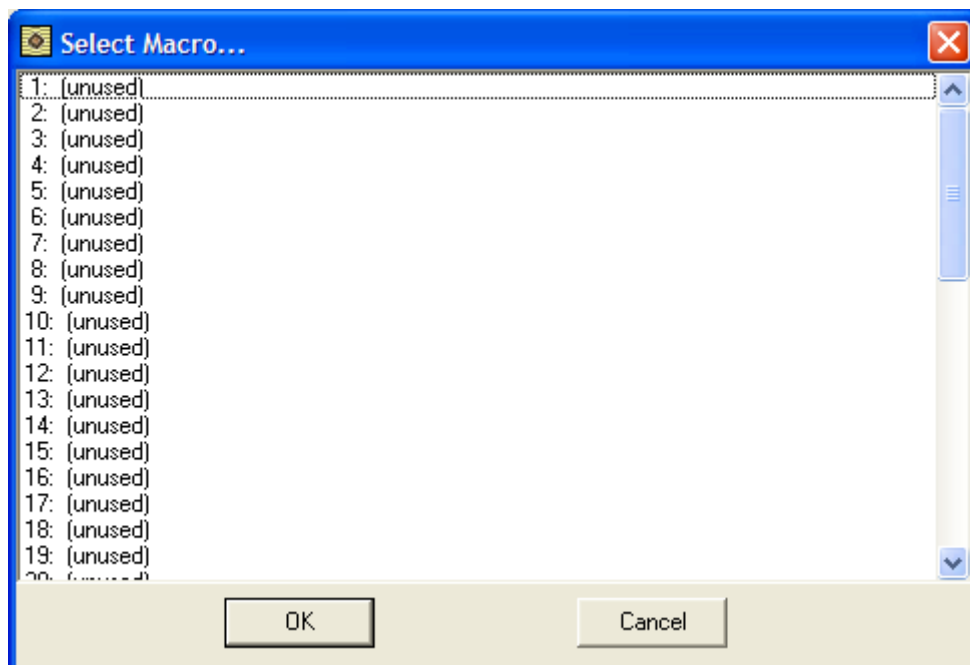 Select Macro...
1: (unused)
2: (unused)
3: (unused)
4: (unused)
5: (unused)
6: (unused)
7: (unused)
8: (unused)
9: (unused)
10: (unused)
11: (unused)
12: (unused)
13: (unused)
14: (unused)
15: (unused)
16: (unused)
17: (unused)
18: (unused)
19: (unused)
OK Cancel